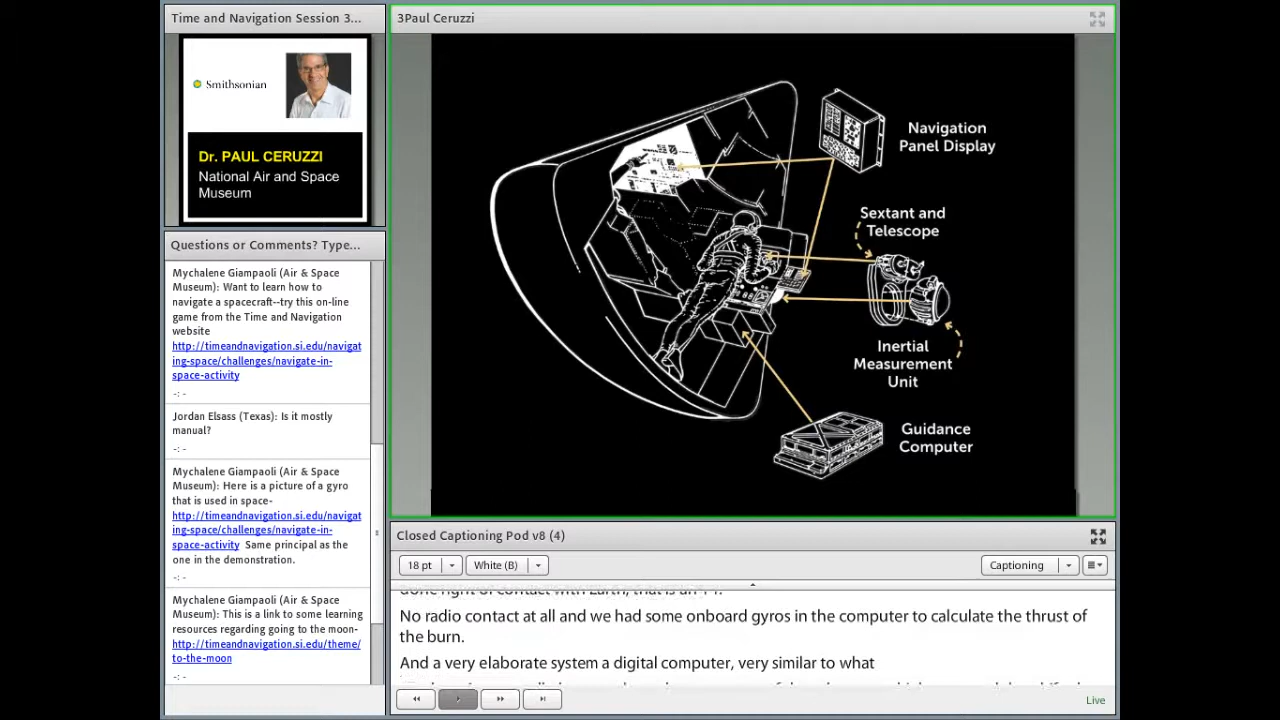 Time and Navigation Session 3...
Smithsonian
Dr. PAUL CERUZZI
National Air and Space
Museum
Questions or Comments? Type...
Mychalene Giampaoli (Air & Space
Museum): Want to learn how to
navigate a spacecraft--try this on-line
game from the Time and Navigation
website
http://timeandnavigation.si.edu/navigat
ing-space/challenges/navigate-in-
space-activity
-: -
Jordan Elsass (Texas): Is it mostly
manual?
-: -
Mychalene Giampaoli (Air & Space
Museum): Here is a picture of a gyro
that is used in space-
http://timeandnavigation.si.edu/navigat
ing-space/challenges/navigate-in-
space-activity Same principal as the
one in the demonstration.
-: -
Mychalene Giampaoli (Air & Space
Museum): This is a link to some learning
resources regarding going to the moon-
http://timeandnavigation.si.edu/theme/
to-the-moon
-: -
3Paul Ceruzzi
Navigation
Panel Display
Sextant and
Telescope
Inertial
Measurement
Unit
Guidance
Computer
Closed Captioning Pod v8 (4)
18 pt
White (B)
Captioning
No radio contact at all and we had some onboard gyros in the computer to calculate the thrust of
the burn.
And a very elaborate system a digital computer, very similar to what
Live